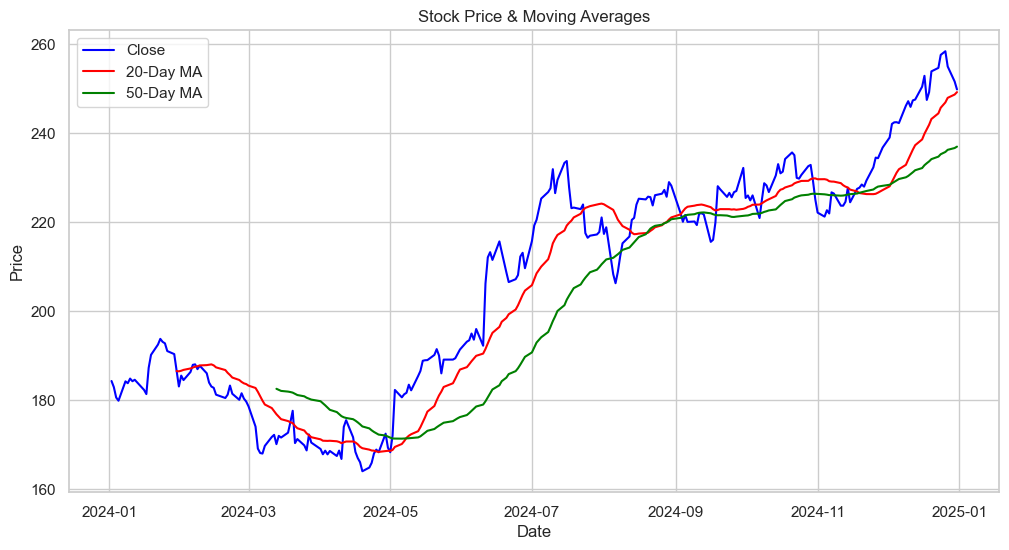 Stock Price & Moving Averages
Close
20-Day MA
50-Day MA
Price
260
240
220
200
180
160
2024-01
2024-03
2024-05
2024-07
2024-09
2024-11
2025-01
Date